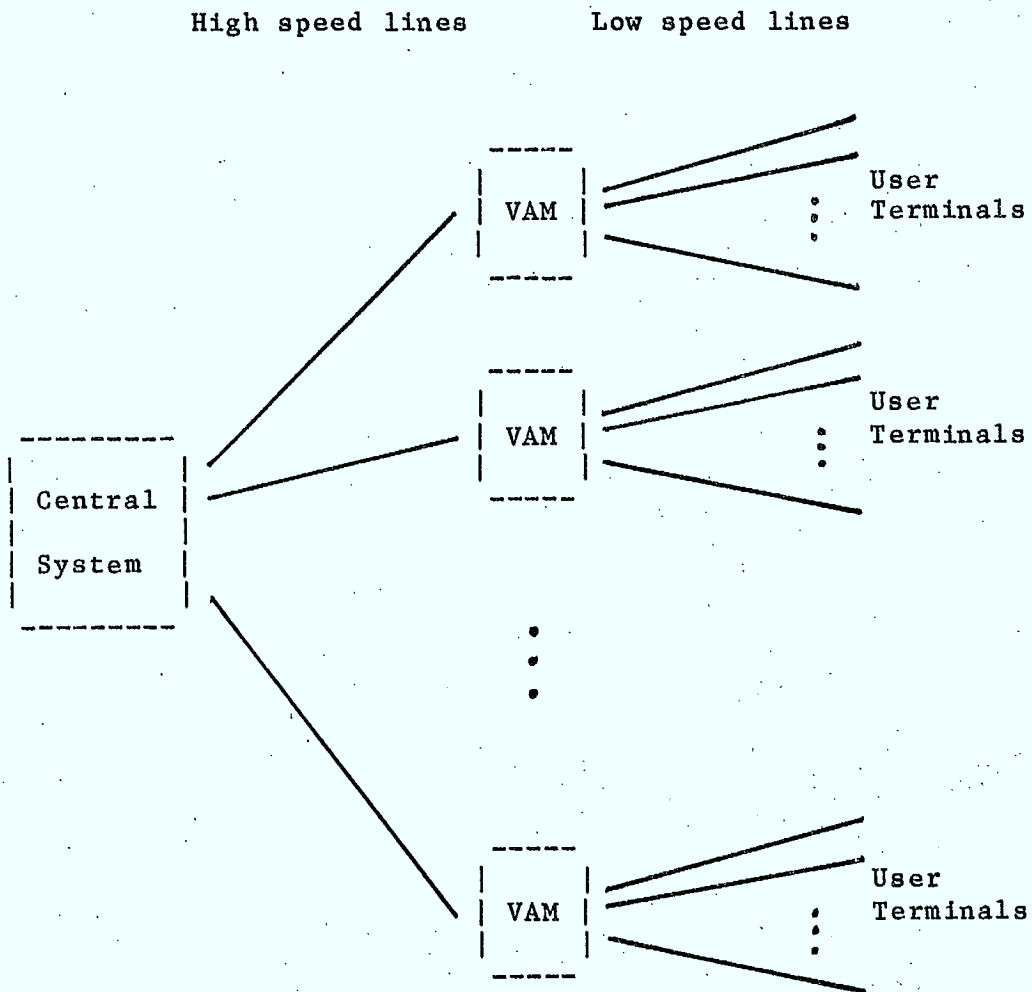 High speed lines Low speed lines
VAM
User
Terminals
VAM
User
Terminals
Central
System
VAM
User
Terminals